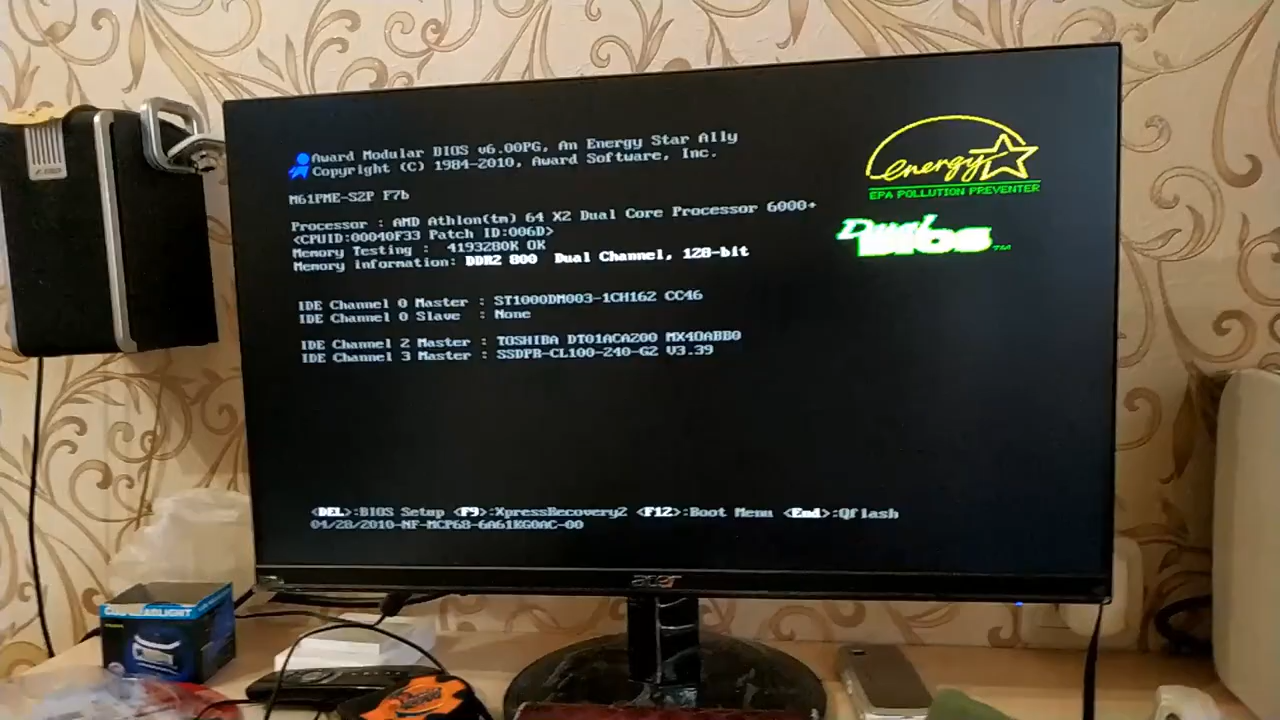 Award Modular BIOS v6.00PG, An Energy Star Ally
Copyright (C) 1984-2010, Award Software, Inc.
energy
EPA POLLUTION PREVENTER
M61PME-S2P F7b
Processor : AMD Athlon(tm) 64 X2 Dual Core Processor 6000+
<CPUID:00040F33 Patch ID:006D>
Memory Testing : 4193280K OK
Memory Information: DDR2 800 Dual Channel, 128-bit
Dual BIOS TM
IDE Channel 0 Master : ST1000DM003-1CH162 CC46
IDE Channel 0 Slave : None
IDE Channel 2 Master : TOSHIBA DT01ACA200 MX4OABB0
IDE Channel 3 Master : SSDPR-CL100-240-G2 V3.39
<DEL>:BIOS Setup <F9>:XpressRecovery2 <F12>:Boot Menu <End>:Qflash
04/28/2010-NF-MCP68-6A61KG0AC-00
acer